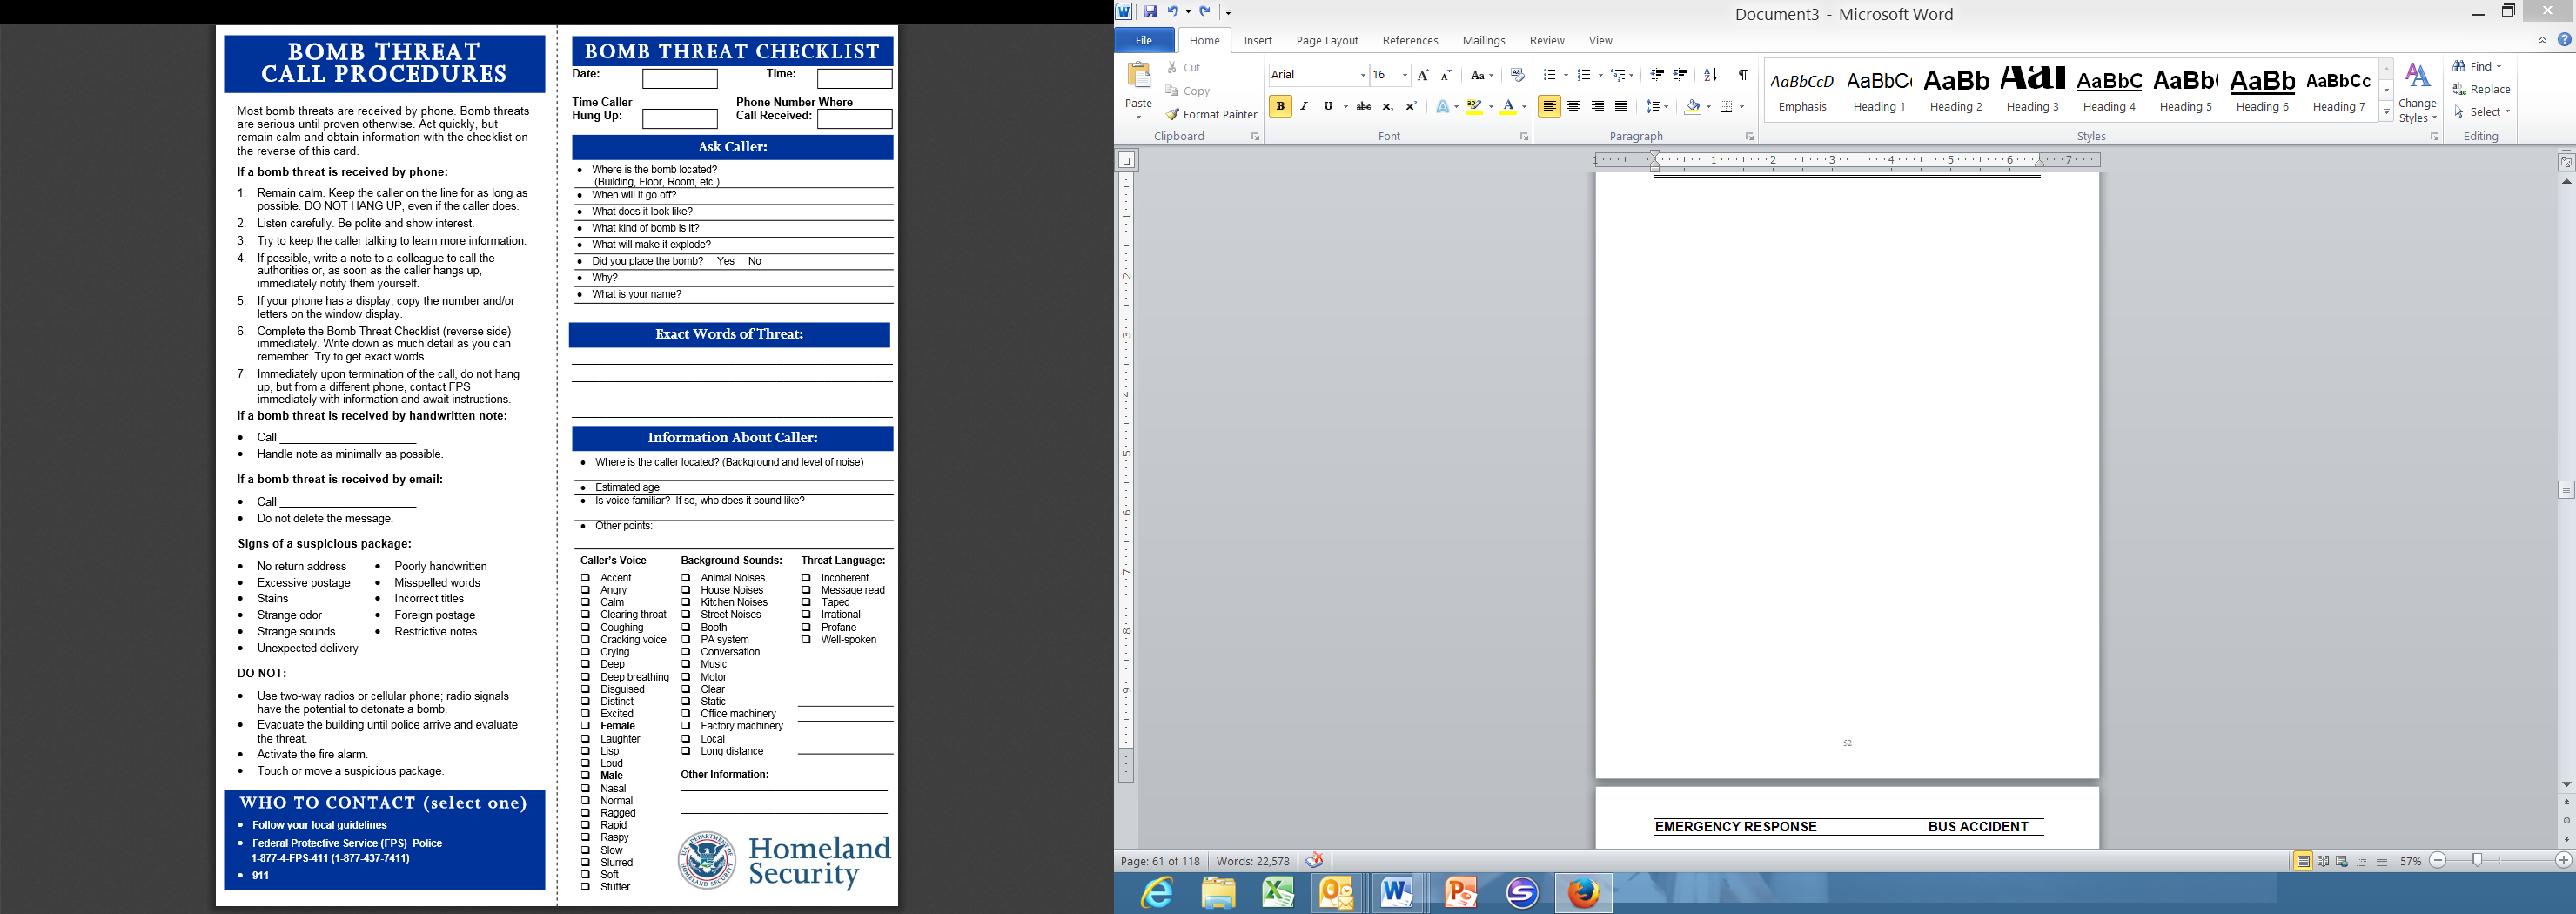 BOMB THREAT
CALL PROCEDURES
Most bomb threats are received by phone. Bomb threats
are serious until proven otherwise. Act quickly, but
remain calm and obtain information with the checklist on
the reverse of this card.
If a bomb threat is received by phone:
1. Remain calm. Keep the caller on the line for as long as
possible. DO NOT HANG UP, even if the caller does.
2. Listen carefully. Be polite and show interest.
3. Try to keep the caller talking to learn more information.
4. If possible, write a note to a colleague to call the
authorities or, as soon as the caller hangs up,
immediately notify them yourself.
5. If your phone has a display, copy the number and/or
letters on the window display.
6. Complete the Bomb Threat Checklist (reverse side)
immediately. Write down as much detail as you can
remember. Try to get exact words.
7. Immediately upon termination of the call, do not hang
up, but from a different phone, contact FPS
immediately with information and await instructions.
If a bomb threat is received by handwritten note:
• Call ______________________
• Handle note as minimally as possible.
If a bomb threat is received by email:
• Call ______________________
• Do not delete the message.
Signs of a suspicious package:
• No return address • Poorly handwritten
• Excessive postage • Misspelled words
• Stains • Incorrect titles
• Strange odor • Foreign postage
• Strange sounds • Restrictive notes
• Unexpected delivery
DO NOT:
• Use two-way radios or cellular phone; radio signals
have the potential to detonate a bomb.
• Evacuate the building until police arrive and evaluate
the threat.
• Activate the fire alarm.
• Touch or move a suspicious package.
WHO TO CONTACT (select one)
• Follow your local guidelines
• Federal Protective Service (FPS) Police
1-877-4-FPS-411 (1-877-437-7411)
• 911
BOMB THREAT CHECKLIST
Date: Time:
Time Caller Phone Number Where
Hung Up: Call Received:
Ask Caller:
• Where is the bomb located?
(Building, Floor, Room, etc.)
• When will it go off?
• What does it look like?
• What kind of bomb is it?
• What will make it explode?
• Did you place the bomb? Yes No
• Why?
• What is your name?
Exact Words of Threat:
Information About Caller:
• Where is the caller located? (Background and level of noise)
• Estimated age:
• Is voice familiar? If so, who does it sound like?
• Other points:
Caller's Voice
Accent
Angry
Calm
Clearing throat
Coughing
Cracking voice
Crying
Deep
Deep breathing
Disguised
Distinct
Excited
Female
Laughter
Lisp
Loud
Male
Nasal
Normal
Ragged
Rapid
Raspy
Slow
Slurred
Soft
Stutter
Background Sounds:
Animal Noises
House Noises
Kitchen Noises
Street Noises
Booth
PA system
Conversation
Music
Motor
Clear
Static
Office machinery
Factory machinery
Local
Long distance
Other Information:
Threat Language:
Incoherent
Message read
Taped
Irrational
Profane
Well-spoken
Homeland
Security
Document3 - Microsoft Word
File Home Insert Page Layout References Mailings Review View
Paste
Cut
Copy
Format Painter
Clipboard
Arial 16
Font
Paragraph
AaBbCcD AaBbC AaBb AaI AaBbC AaBb AaBb AaBbCc
Emphasis Heading 1 Heading 2 Heading 3 Heading 4 Heading 5 Heading 6 Heading 7
Change
Styles
Styles
Find
Replace
Select
Editing
1 1 2 3 4 5 6 7
1
2
3
4
5
6
7
8
9
52
EMERGENCY RESPONSE BUS ACCIDENT
Page: 61 of 118 Words: 22,578 57%